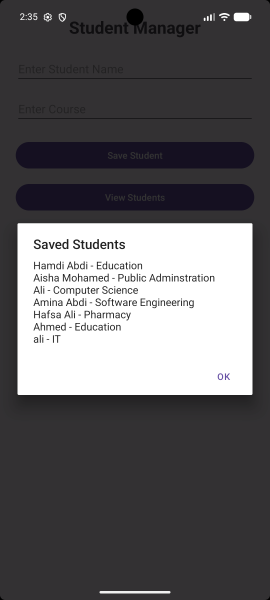 2:35
Student Manager
Enter Student Name
Enter Course
Save Student
View Students
Saved Students
Hamdi Abdi - Education
Aisha Mohamed - Public Adminstration
Ali - Computer Science
Amina Abdi - Software Engineering
Hafsa Ali - Pharmacy
Ahmed - Education
ali - IT
OK